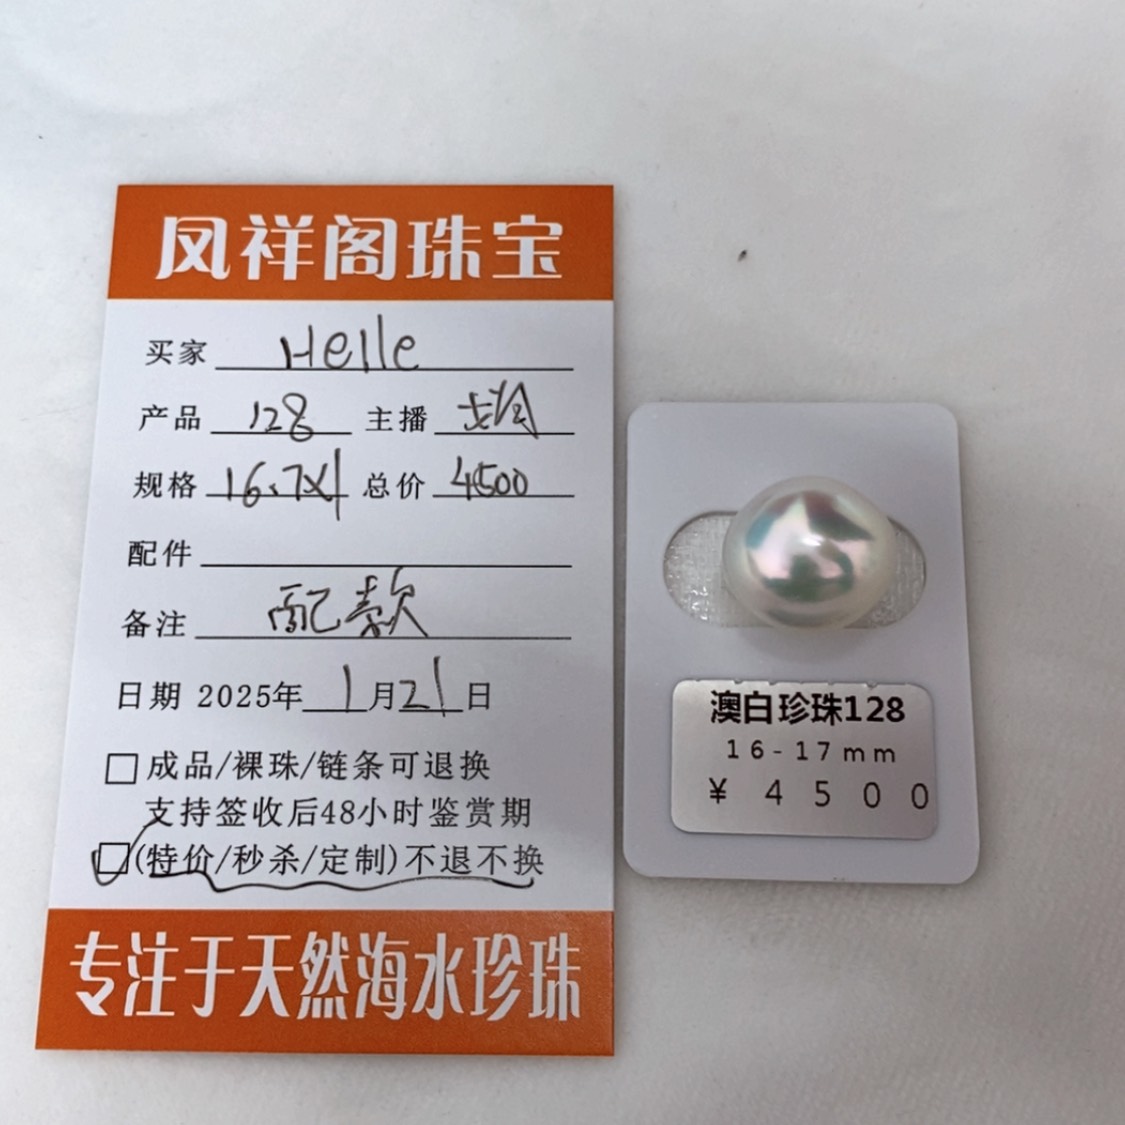 凤祥阁珠宝
买家 Helle
产品 128 主播
规格 16.7X1 总价 4500
配件
备注 配款
日期 2025年1月21日
成品/裸珠/链条可退换
支持签收后48小时鉴赏期
(特价/秒杀/定制)不退不换
专注于天然海水珍珠
澳白珍珠128
16-17mm
¥ 4500